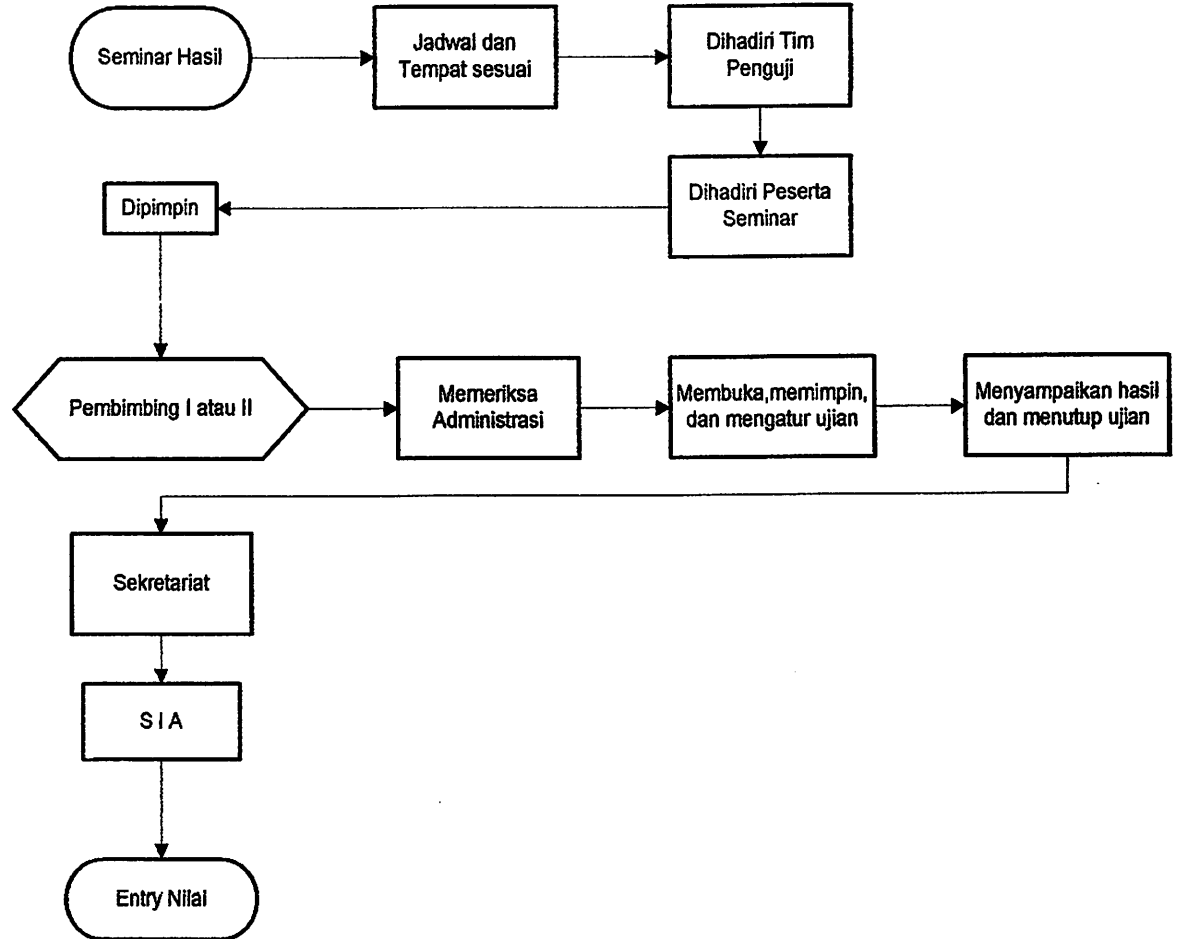 Seminar Hasil
Jadwal dan
Tempat sesuai
Dihadiri Tim
Penguji
Dihadiri Peserta
Seminar
Dipimpin
Pembimbing I atau II
Memeriksa
Administrasi
Membuka,memimpin,
dan mengatur ujian
Menyampaikan hasil
dan menutup ujian
Sekretariat
S I A
Entry Nilai